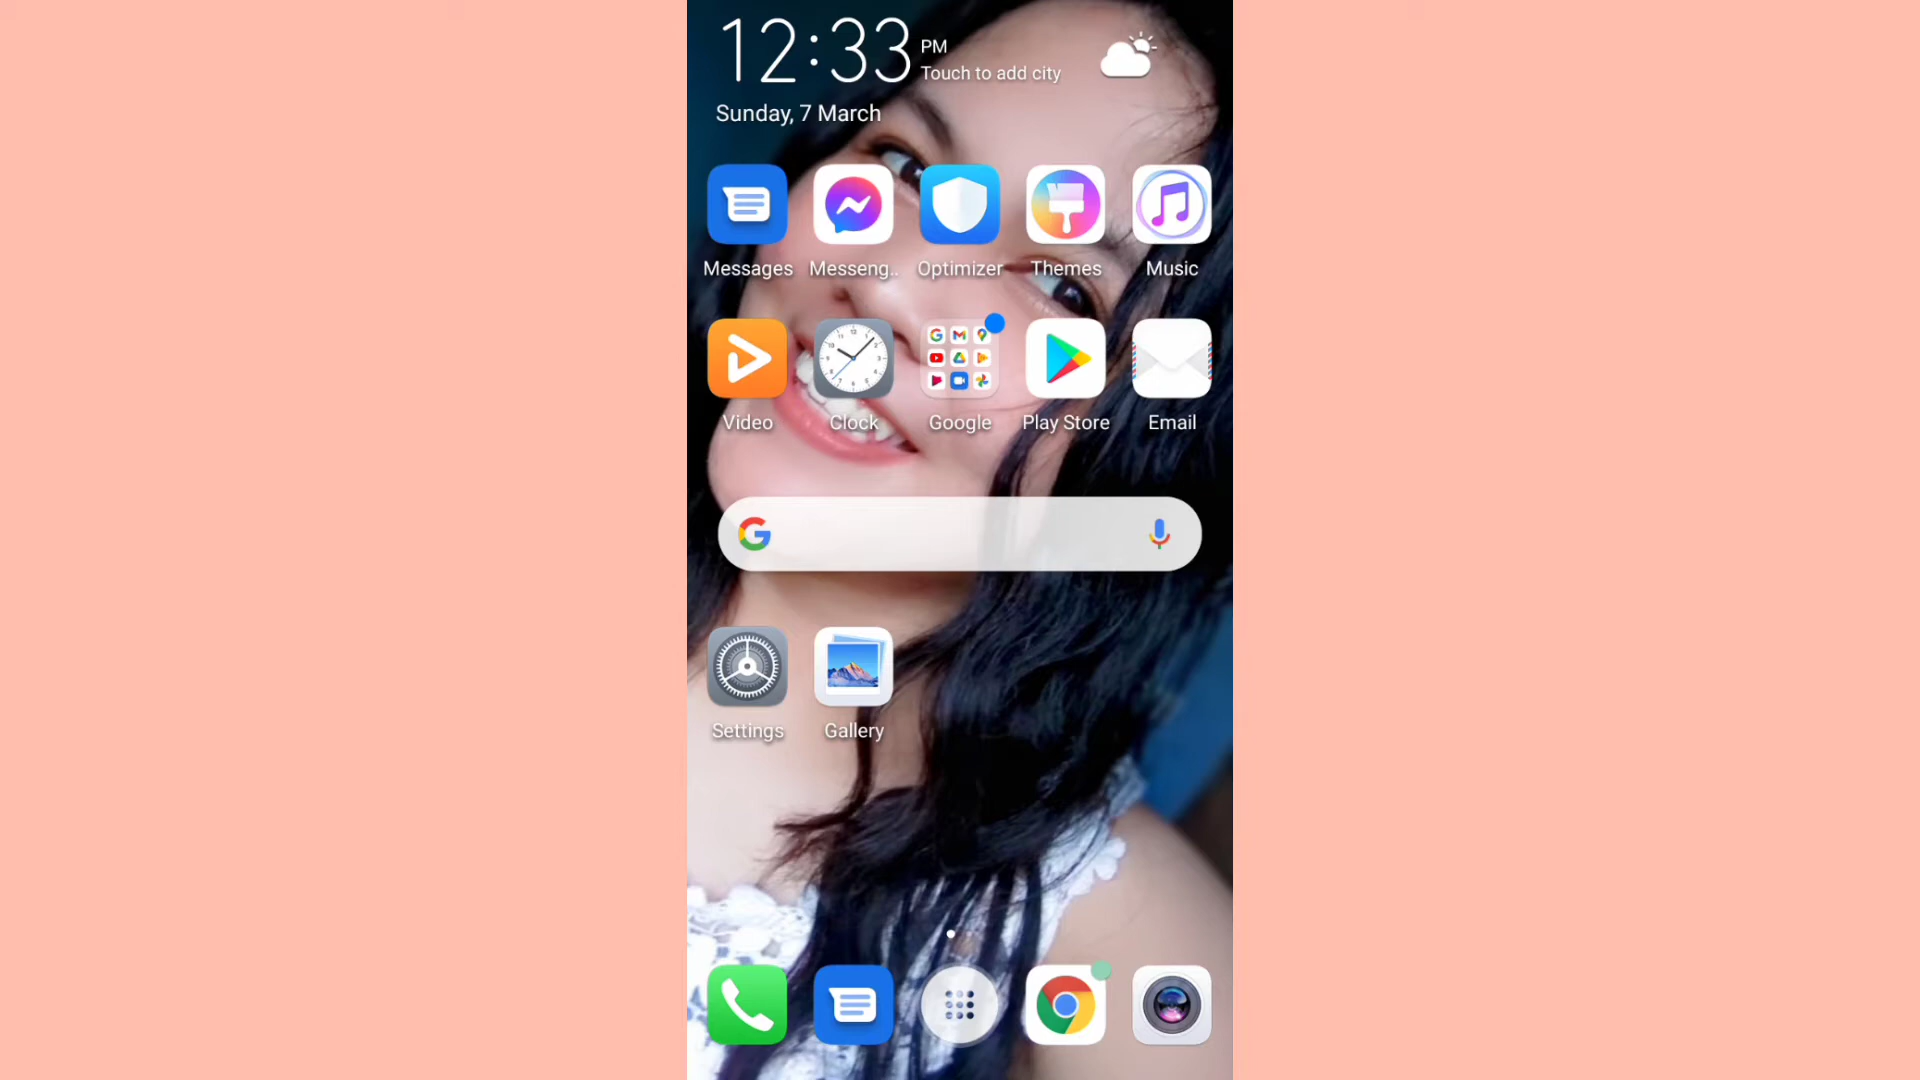 12:33 PM
Touch to add city
Sunday, 7 March
Messages Messeng.. Optimizer Themes Music
Video Clock Google Play Store Email
Settings Gallery